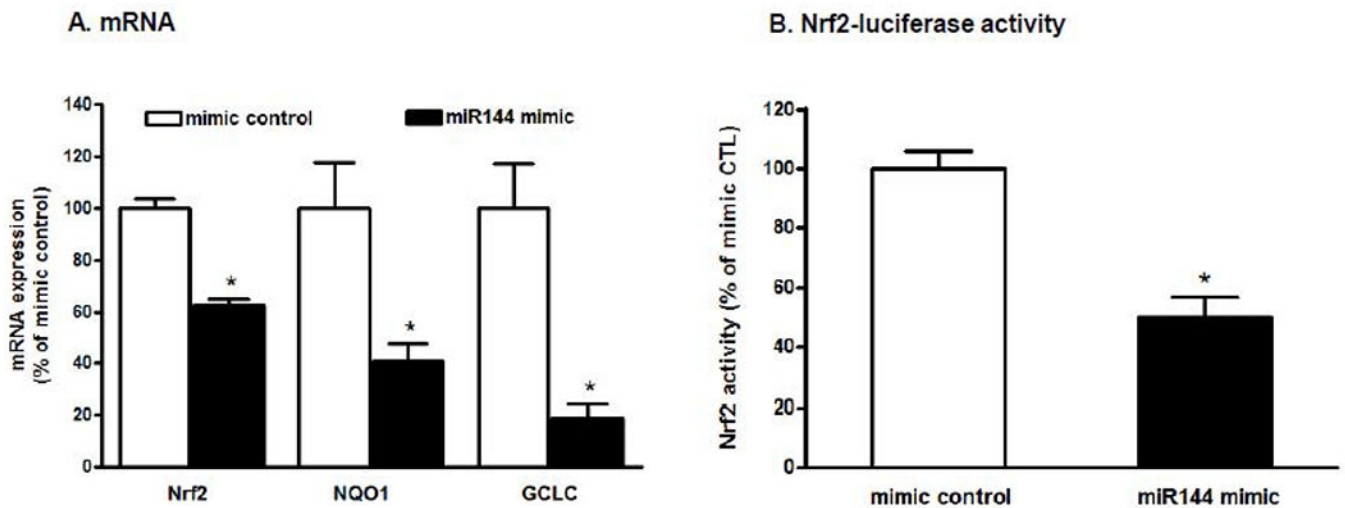 A. mRNA
mRNA expression
(% of mimic control)
140
120
100
80
60
40
20
0
mimic control
miR144 mimic
*
*
*
Nrf2
NQO1
GCLC
B. Nrf2-luciferase activity
Nrf2 activity (% of mimic CTL)
120
100
80
60
40
20
0
*
mimic control
miR144 mimic